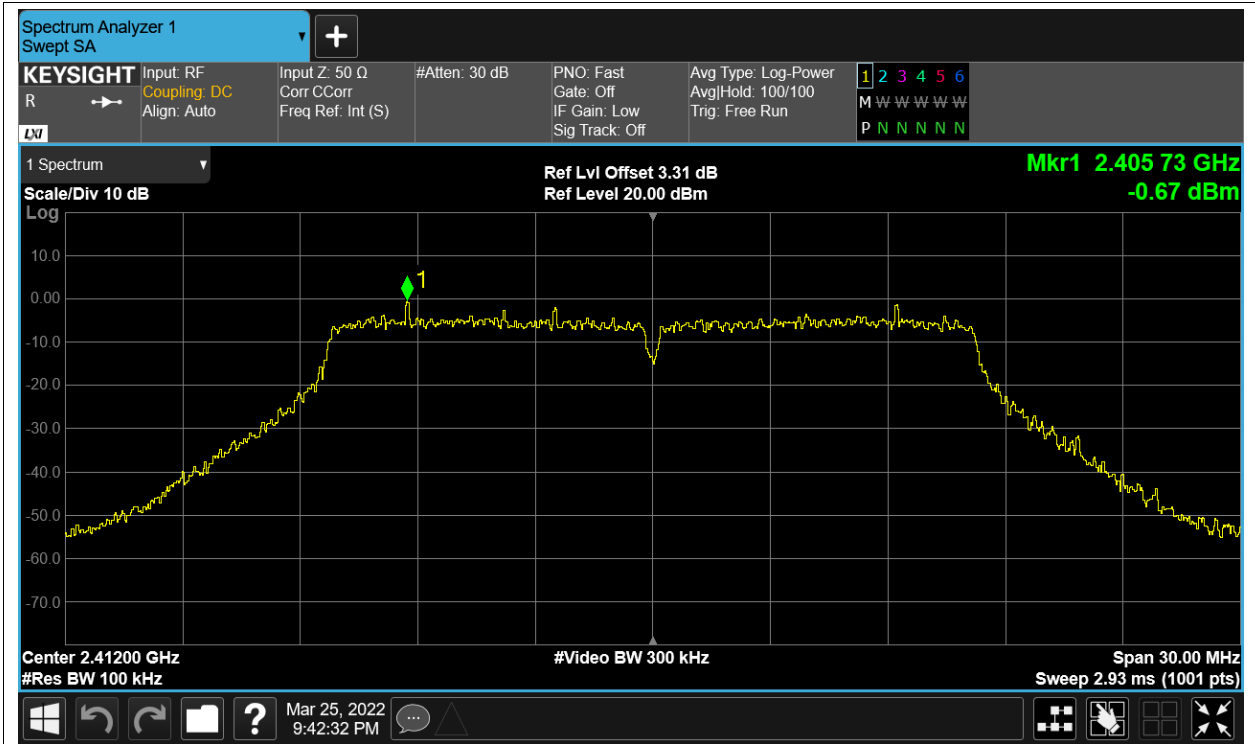 Spectrum Analyzer 1
Swept SA
KEYSIGHT
R
LXI
Input: RF
Coupling: DC
Align: Auto
Input Z: 50 Ω
Corr CCorr
Freq Ref: Int (S)
#Atten: 30 dB
PNO: Fast
Gate: Off
IF Gain: Low
Sig Track: Off
Avg Type: Log-Power
Avg|Hold: 100/100
Trig: Free Run
1 2 3 4 5 6
M W W W W W
P N N N N N
1 Spectrum
Scale/Div 10 dB
Ref Lvl Offset 3.31 dB
Ref Level 20.00 dBm
Mkr1 2.405 73 GHz
-0.67 dBm
Log
1
10.0
0.00
-10.0
-20.0
-30.0
-40.0
-50.0
-60.0
-70.0
Center 2.41200 GHz
#Res BW 100 kHz
#Video BW 300 kHz
Span 30.00 MHz
Sweep 2.93 ms (1001 pts)
?
Mar 25, 2022
9:42:32 PM